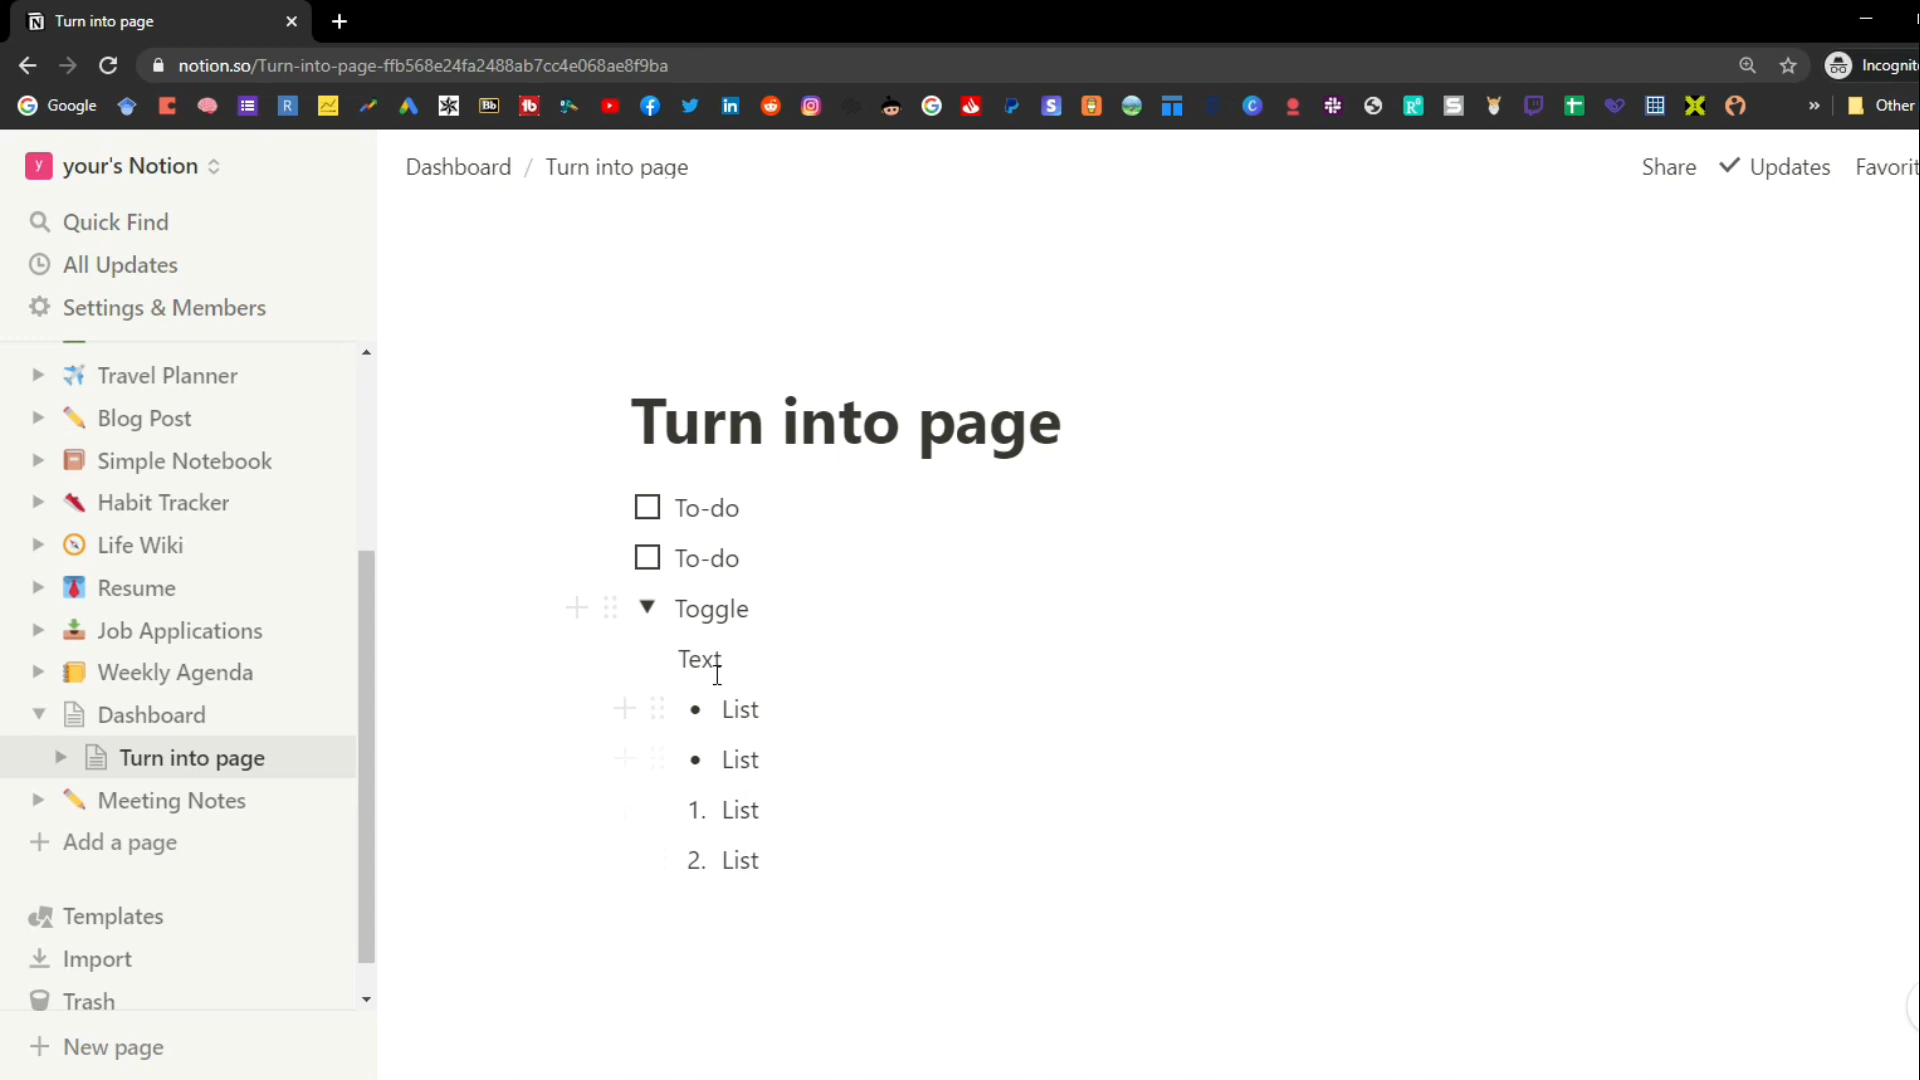 Turn into page
notion.so/Turn-into-page-ffb568e24fa2488ab7cc4e068ae8f9ba
Incognit
Google
Bb
Other
y your's Notion
Dashboard / Turn into page
Share Updates Favorit
Quick Find
All Updates
Settings & Members
Travel Planner
Blog Post
Simple Notebook
Habit Tracker
Life Wiki
Resume
Job Applications
Weekly Agenda
Dashboard
Turn into page
Meeting Notes
+ Add a page
Templates
Import
Trash
+ New page
Turn into page
To-do
To-do
Toggle
Text
• List
• List
1. List
2. List